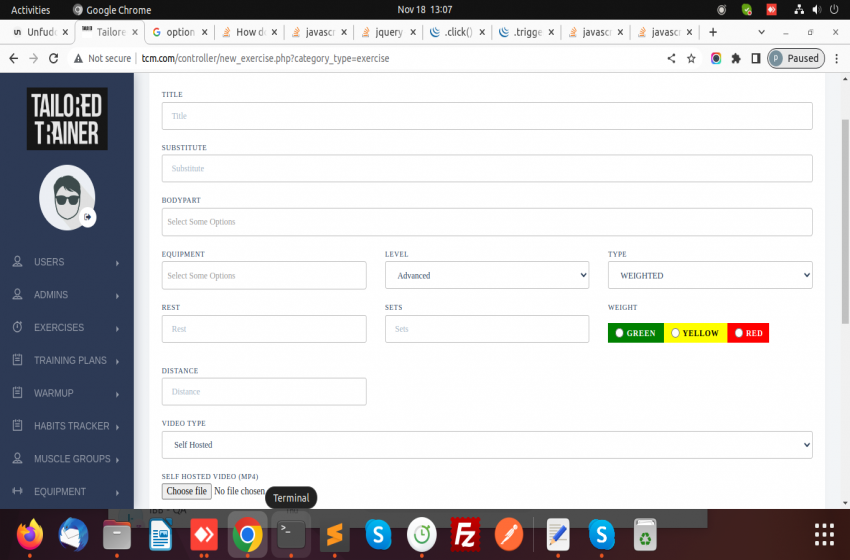 Activities
Google Chrome
Nov 18 13:07
un Unfudd
Tailore
option
How do
javascr
jquery
.click()
.trigge
javascr
javascr
Not secure | tcm.com/controller/new_exercise.php?category_type=exercise
P Paused
TAILORED
TRAINER
USERS
ADMINS
EXERCISES
TRAINING PLANS
WARMUP
HABITS TRACKER
MUSCLE GROUPS
EQUIPMENT
TITLE
Title
SUBSTITUTE
Substitute
BODYPART
Select Some Options
EQUIPMENT LEVEL TYPE
Select Some Options Advanced WEIGHTED
REST SETS WEIGHT
Rest Sets GREEN YELLOW RED
DISTANCE
Distance
VIDEO TYPE
Self Hosted
SELF HOSTED VIDEO (MP4)
Choose file No file chosen
Terminal